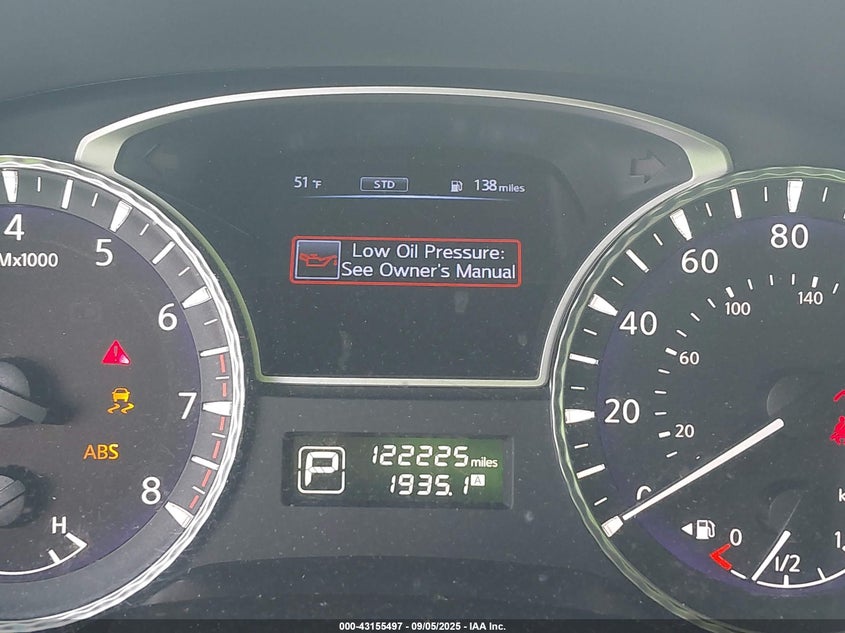 51 °F STD 138 miles
Low Oil Pressure:
See Owner's Manual
4
5
6
7
8
Mx1000
ABS
H
P
122225 miles
1935.1 A
0
20
40
60
80
20
60
100
140
0
1/2
1
k
000-43155497 - 09/05/2025 - IAA Inc.